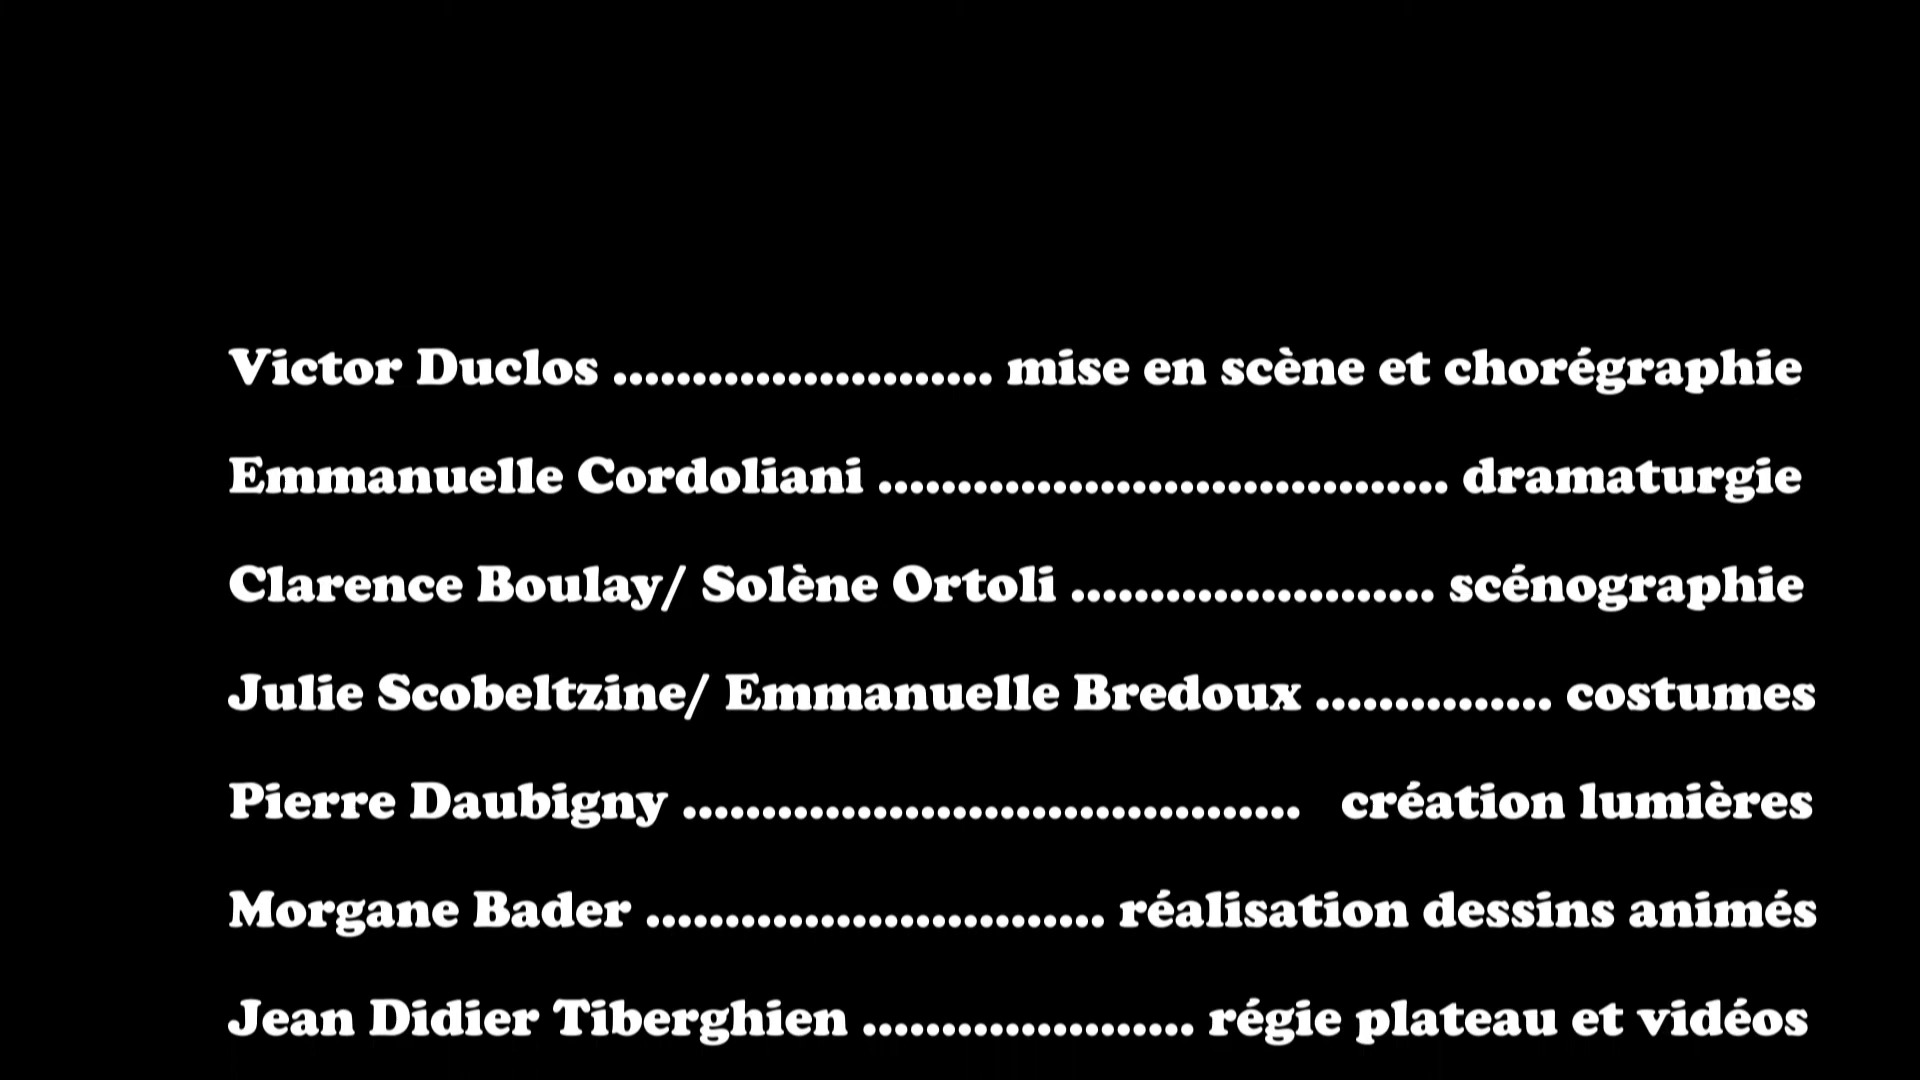 Victor Duclos ........................ mise en scène et chorégraphie
Emmanuelle Cordoliani .................................... dramaturgie
Clarence Boulay/ Solène Ortoli ....................... scénographie
Julie Scobeltzine/ Emmanuelle Bredoux ............... costumes
Pierre Daubigny ....................................... création lumières
Morgane Bader ............................. réalisation dessins animés
Jean Didier Tiberghien ..................... régie plateau et vidéos